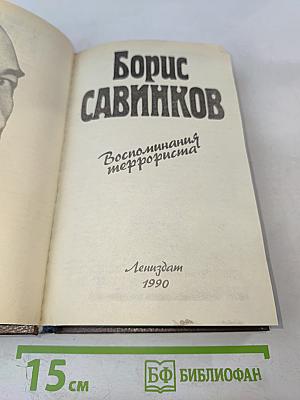 Борис
САВИНКОВ
Воспоминания
террориста
Лениздат
1990
15 см
БФ БИБЛИОФАН